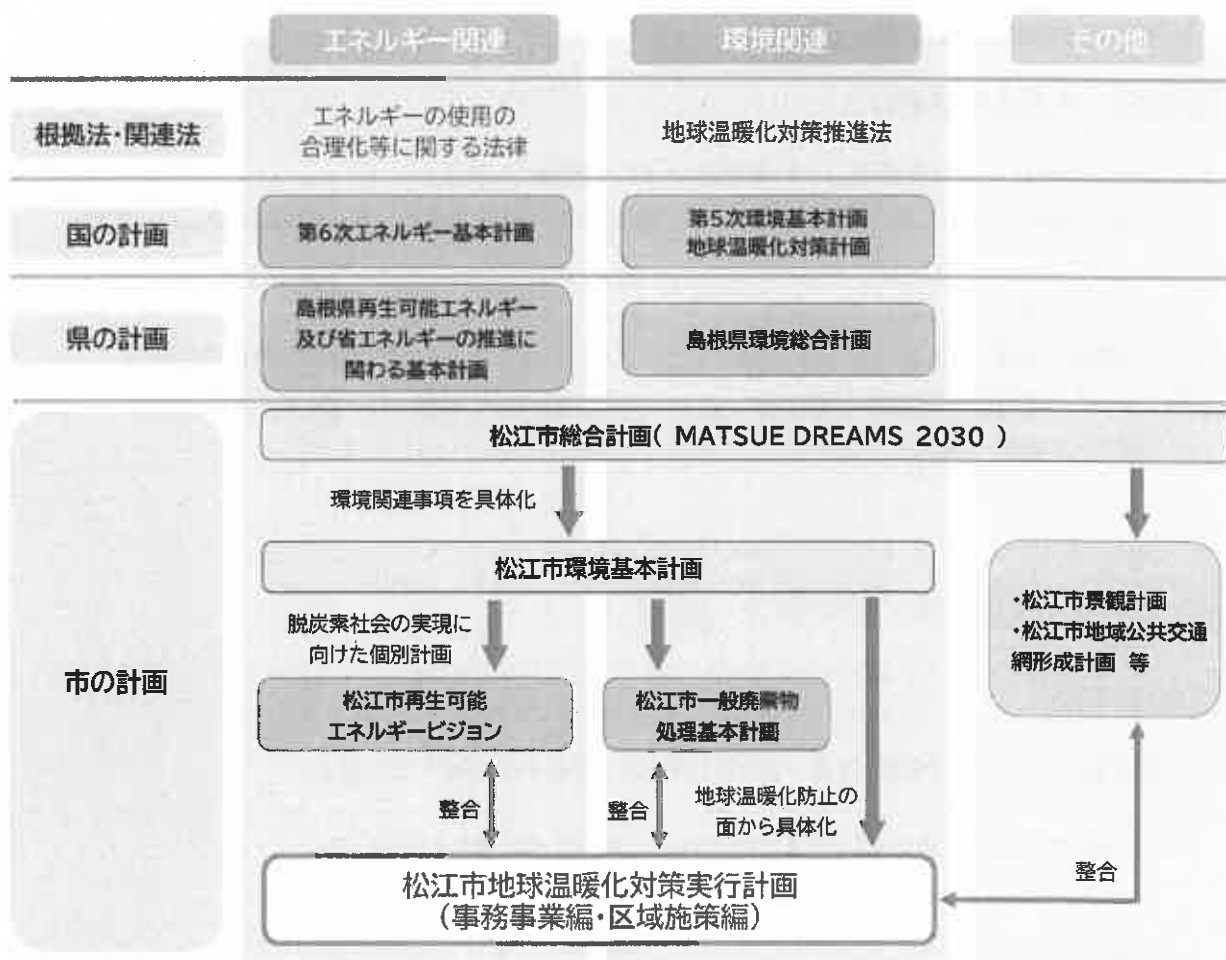 エネルギー関連
環境関連
その他
根拠法・関連法
エネルギーの使用の
合理化等に関する法律
地球温暖化対策推進法
国の計画
第6次エネルギー基本計画
第5次環境基本計画
地球温暖化対策計画
県の計画
島根県再生可能エネルギー
及び省エネルギーの推進に
関わる基本計画
島根県環境総合計画
市の計画
松江市総合計画( MATSUE DREAMS 2030 )
環境関連事項を具体化
松江市環境基本計画
・松江市景観計画
・松江市地域公共交通
網形成計画 等
脱炭素社会の実現に
向けた個別計画
松江市再生可能
エネルギービジョン
松江市一般廃棄物
処理基本計画
整合
整合
地球温暖化防止の
面から具体化
整合
松江市地球温暖化対策実行計画
(事務事業編・区域施策編)